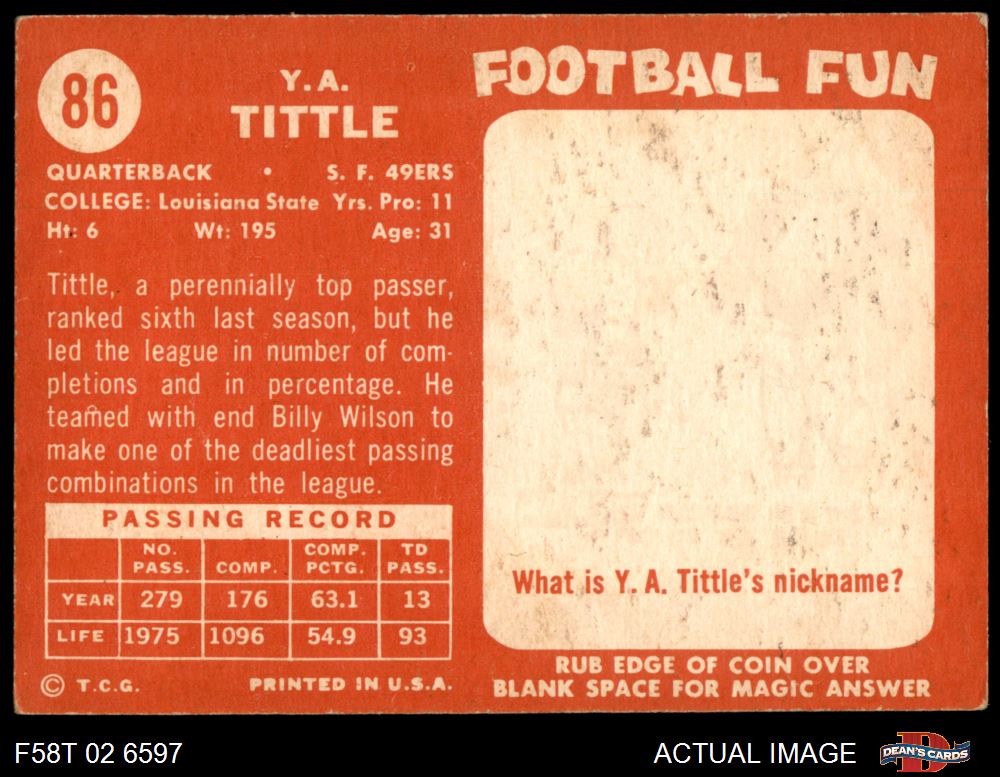 86
Y. A.
TITTLE
QUARTERBACK • S. F. 49ERS
COLLEGE: Louisiana State Yrs. Pro: 11
Ht: 6 Wt: 195 Age: 31
Tittle, a perennially top passer,
ranked sixth last season, but he
led the league in number of com-
pletions and in percentage. He
teamed with end Billy Wilson to
make one of the deadliest passing
combinations in the league.
PASSING RECORD
NO. PASS. COMP. COMP. PCTG. TD PASS.
YEAR 279 176 63.1 13
LIFE 1975 1096 54.9 93
© T.C.G. PRINTED IN U.S.A.
FOOTBALL FUN
What is Y. A. Tittle's nickname?
RUB EDGE OF COIN OVER
BLANK SPACE FOR MAGIC ANSWER
F58T 02 6597
ACTUAL IMAGE
D
DEAN'S CARDS